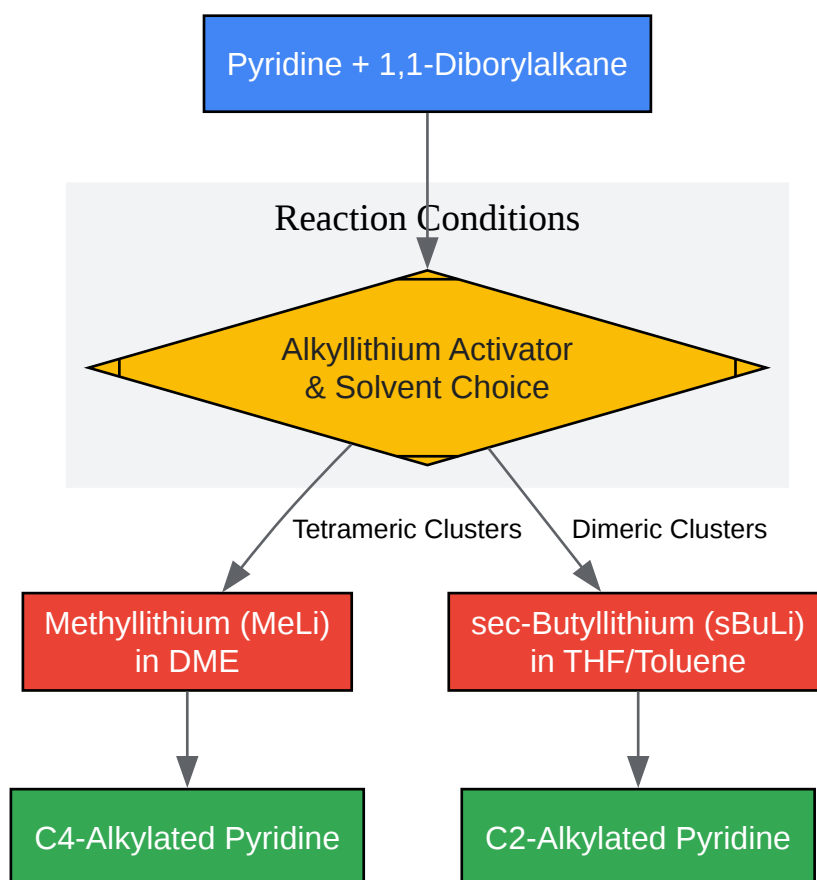 Pyridine + 1,1-Diborylalkane
Reaction Conditions
Alkyllithium Activator
& Solvent Choice
Tetrameric Clusters
Dimeric Clusters
Methyllithium (MeLi)
in DME
sec-Butyllithium (sBuLi)
in THF/Toluene
C4-Alkylated Pyridine
C2-Alkylated Pyridine